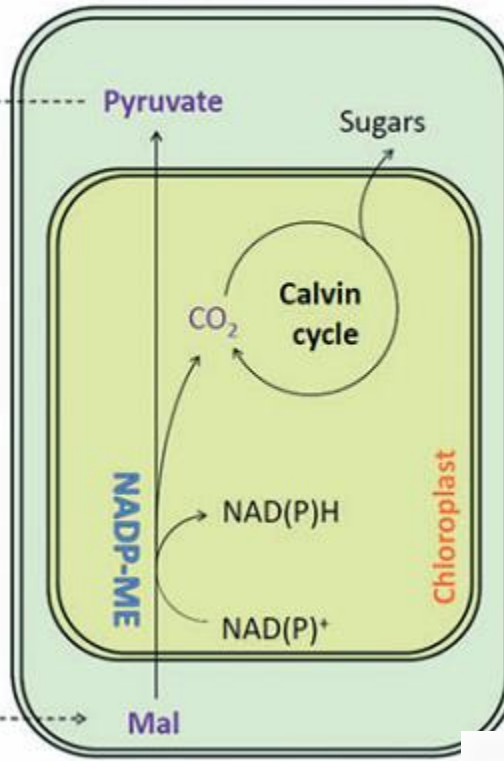 Pyruvate
Sugars
Calvin
cycle
CO₂
NADP-ME
Chloroplast
NAD(P)H
NAD(P)⁺
Mal